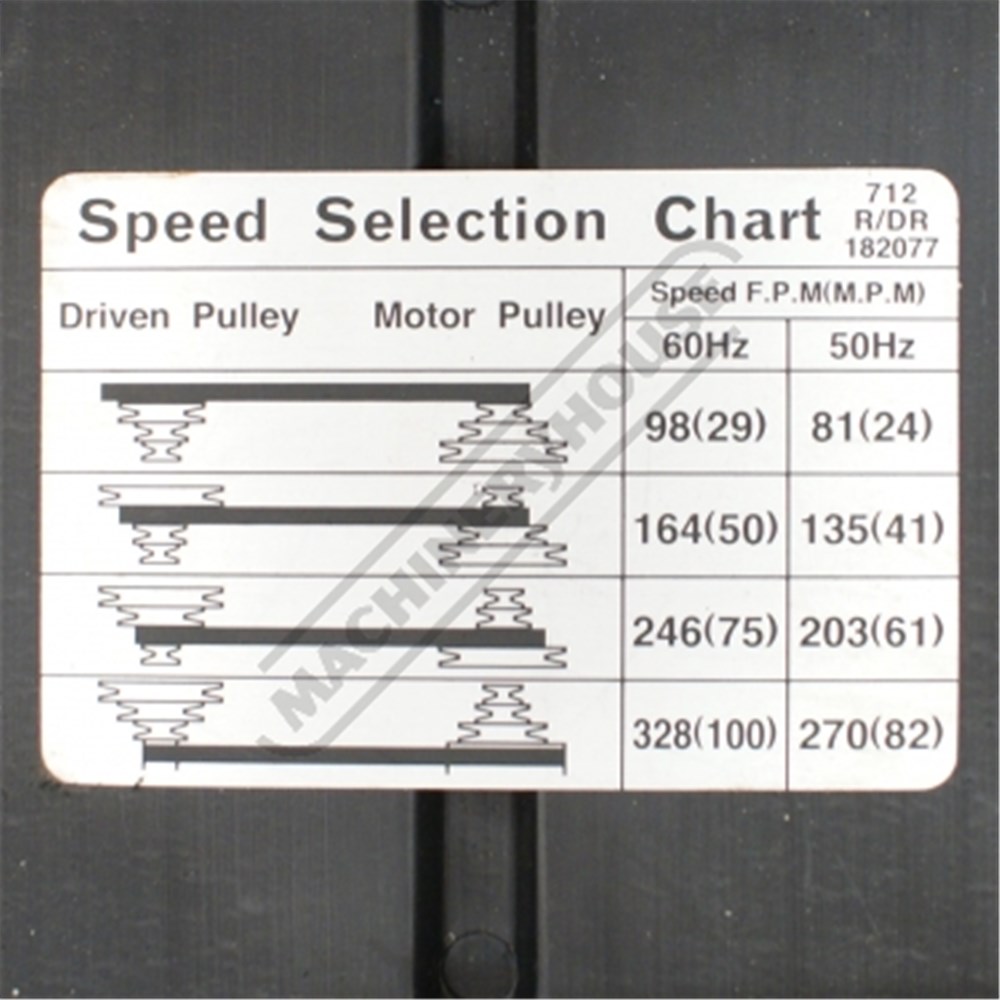 Speed Selection Chart
712
R/DR
182077
Driven Pulley Motor Pulley
Speed F.P.M(M.P.M)
60Hz 50Hz
98(29) 81(24)
164(50) 135(41)
246(75) 203(61)
328(100) 270(82)
MACHINERYHOUSE